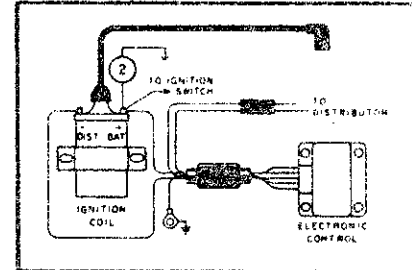 2
TO IGNITION
SWITCH
TO
DISTRIBUTOR
- +
DIST BAT
IGNITION
COIL
ELECTRONIC
CONTROL